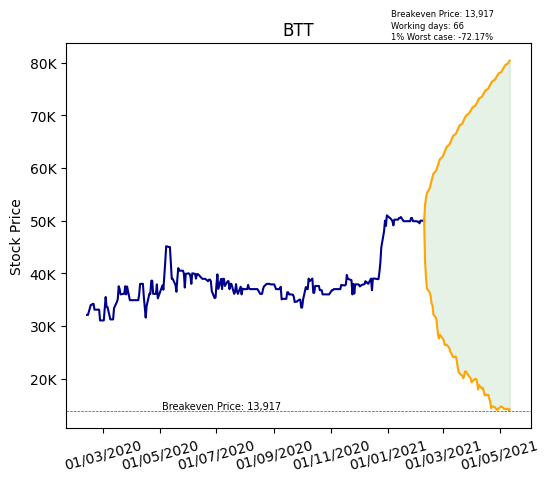 Breakeven Price: 13,917
Working days: 66
1% Worst case: -72.17%
BTT
Stock Price
80K
70K
60K
50K
40K
30K
20K
Breakeven Price: 13,917
01/03/2020
01/05/2020
01/07/2020
01/09/2020
01/11/2020
01/01/2021
01/03/2021
01/05/2021